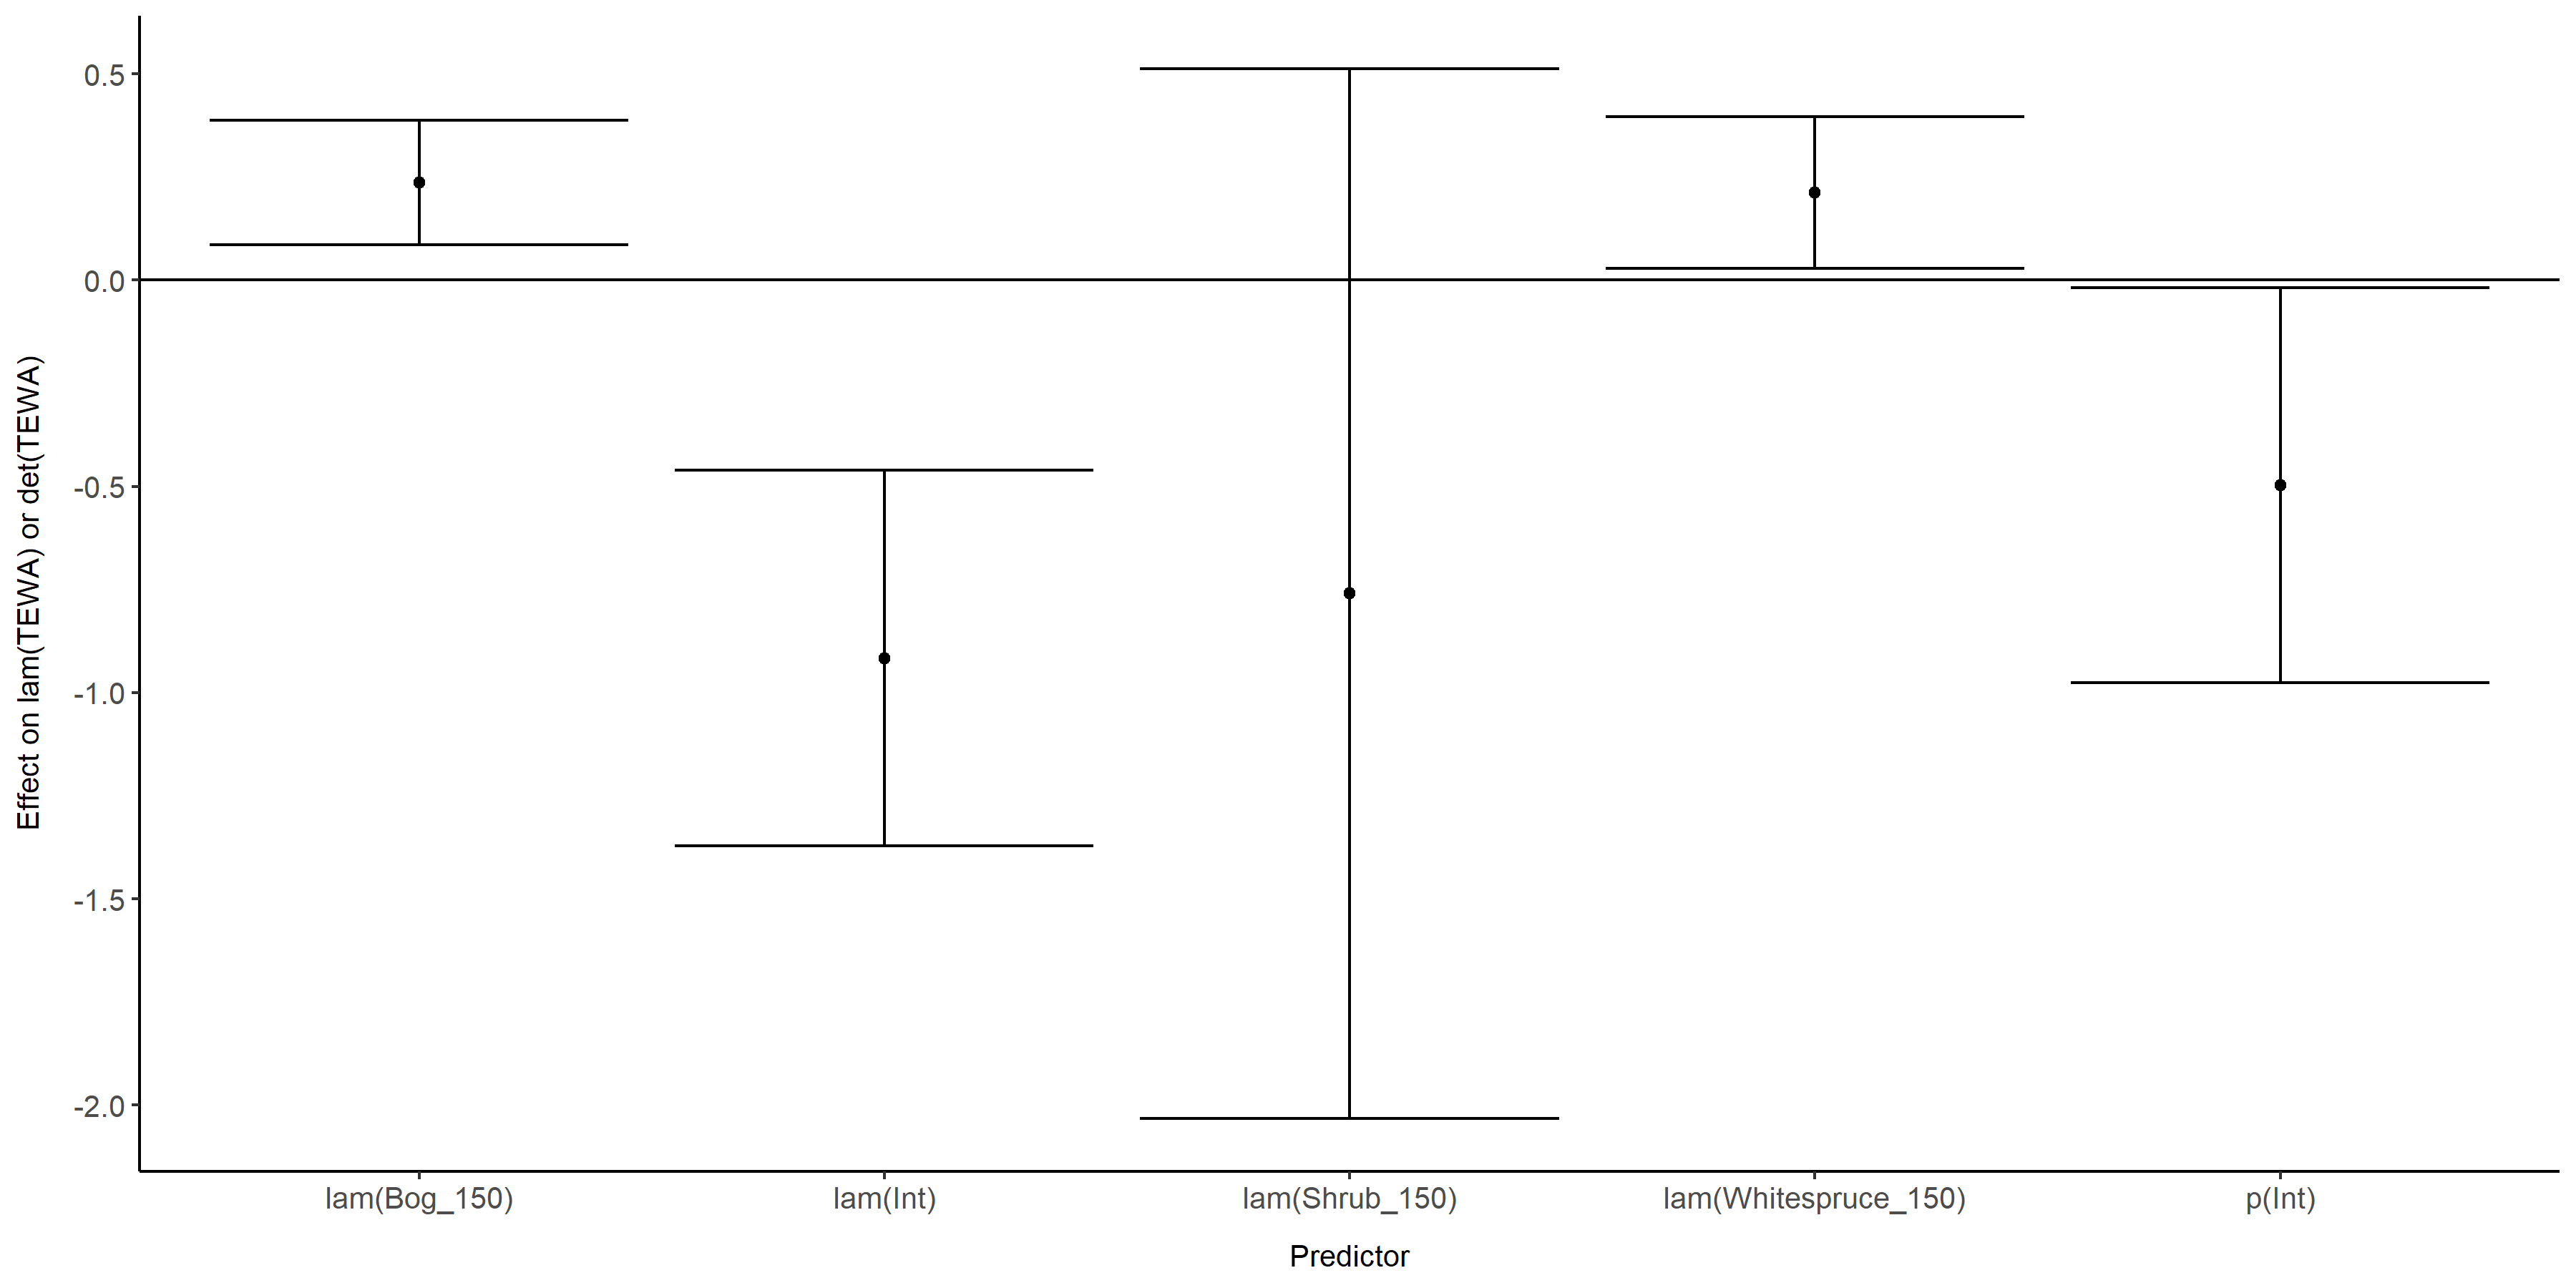 Effect on lam(TEWA) or det(TEWA)
0.5
0.0
-0.5
-1.0
-1.5
-2.0
lam(Bog_150) lam(Int) lam(Shrub_150) lam(Whitespruce_150) p(Int)
Predictor